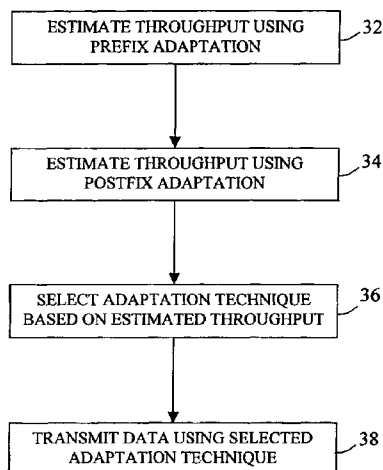 ESTIMATE THROUGHPUT USING
PREFIX ADAPTATION
32
ESTIMATE THROUGHPUT USING
POSTFIX ADAPTATION
34
SELECT ADAPTATION TECHNIQUE
BASED ON ESTIMATED THROUGHPUT
36
TRANSMIT DATA USING SELECTED
ADAPTATION TECHNIQUE
38